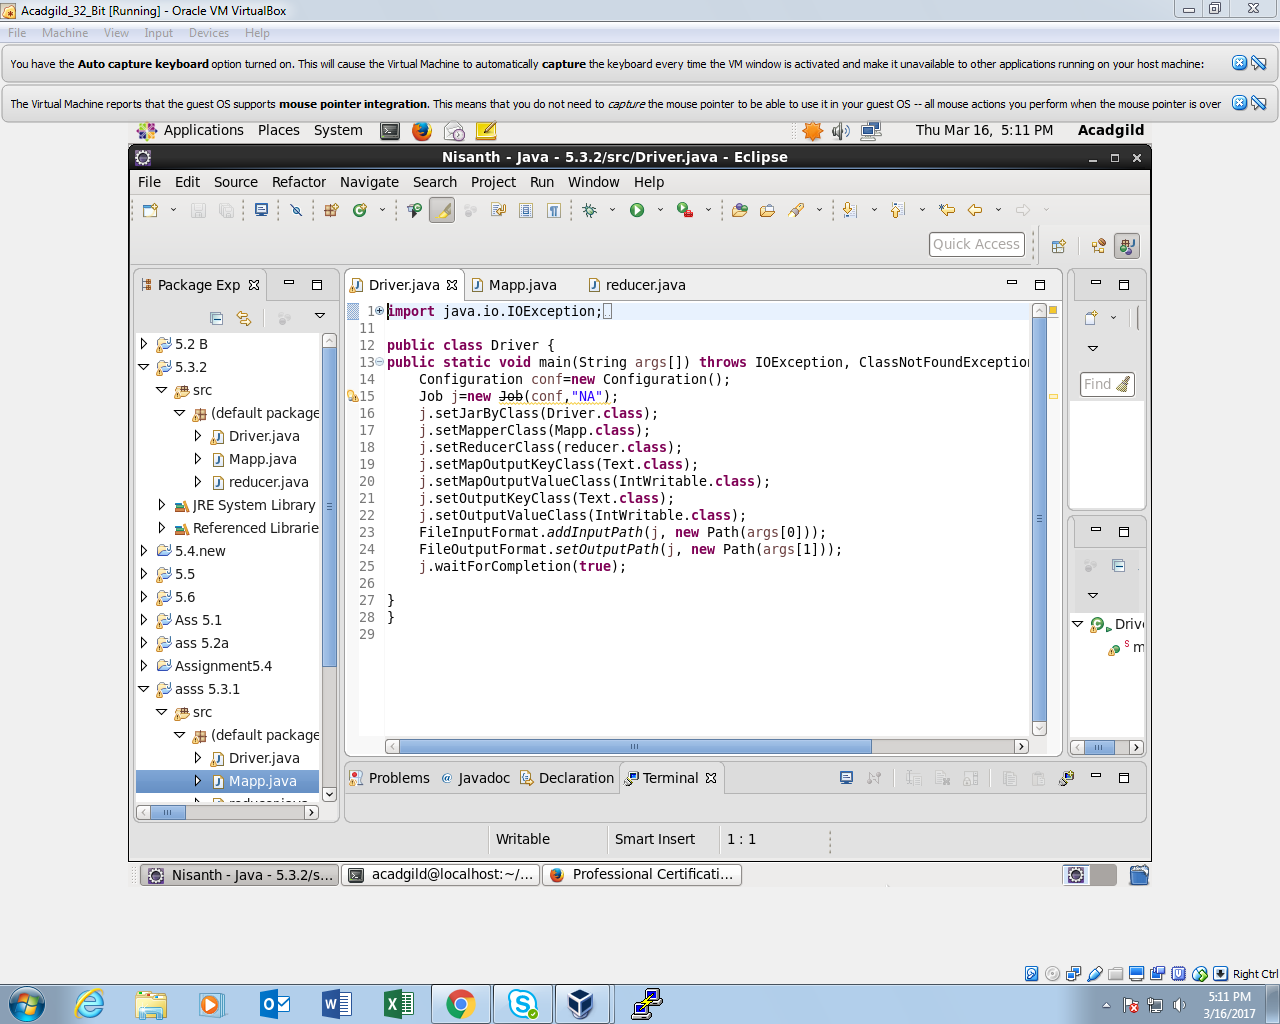 Acadgild_32_Bit [Running] - Oracle VM VirtualBox
File Machine View Input Devices Help
You have the Auto capture keyboard option turned on. This will cause the Virtual Machine to automatically capture the keyboard every time the VM window is activated and make it unavailable to other applications running on your host machine:
The Virtual Machine reports that the guest OS supports mouse pointer integration. This means that you do not need to capture the mouse pointer to be able to use it in your guest OS -- all mouse actions you perform when the mouse pointer is over
Applications Places System Thu Mar 16, 5:11 PM Acadgild
Nisanth - Java - 5.3.2/src/Driver.java - Eclipse
File Edit Source Refactor Navigate Search Project Run Window Help
Quick Access
Package Exp
5.2 B
5.3.2
src
(default package
Driver.java
Mapp.java
reducer.java
JRE System Library
Referenced Librarie
5.4.new
5.5
5.6
Ass 5.1
ass 5.2a
Assignment5.4
asss 5.3.1
src
(default package
Driver.java
Mapp.java
reducer.java
Driver.java Mapp.java reducer.java
1 import java.io.IOException;
11
12 public class Driver {
13 public static void main(String args[]) throws IOException, ClassNotFoundException
14 Configuration conf=new Configuration();
15 Job j=new Job(conf,"NA");
16 j.setJarByClass(Driver.class);
17 j.setMapperClass(Mapp.class);
18 j.setReducerClass(reducer.class);
19 j.setMapOutputKeyClass(Text.class);
20 j.setMapOutputValueClass(IntWritable.class);
21 j.setOutputKeyClass(Text.class);
22 j.setOutputValueClass(IntWritable.class);
23 FileInputFormat.addInputPath(j, new Path(args[0]));
24 FileOutputFormat.setOutputPath(j, new Path(args[1]));
25 j.waitForCompletion(true);
26
27 }
28 }
29
Find
Drive
m
Problems @ Javadoc Declaration Terminal
Writable Smart Insert 1 : 1
Nisanth - Java - 5.3.2/s... acadgild@localhost:~/... Professional Certificati...
Right Ctrl
5:11 PM
3/16/2017